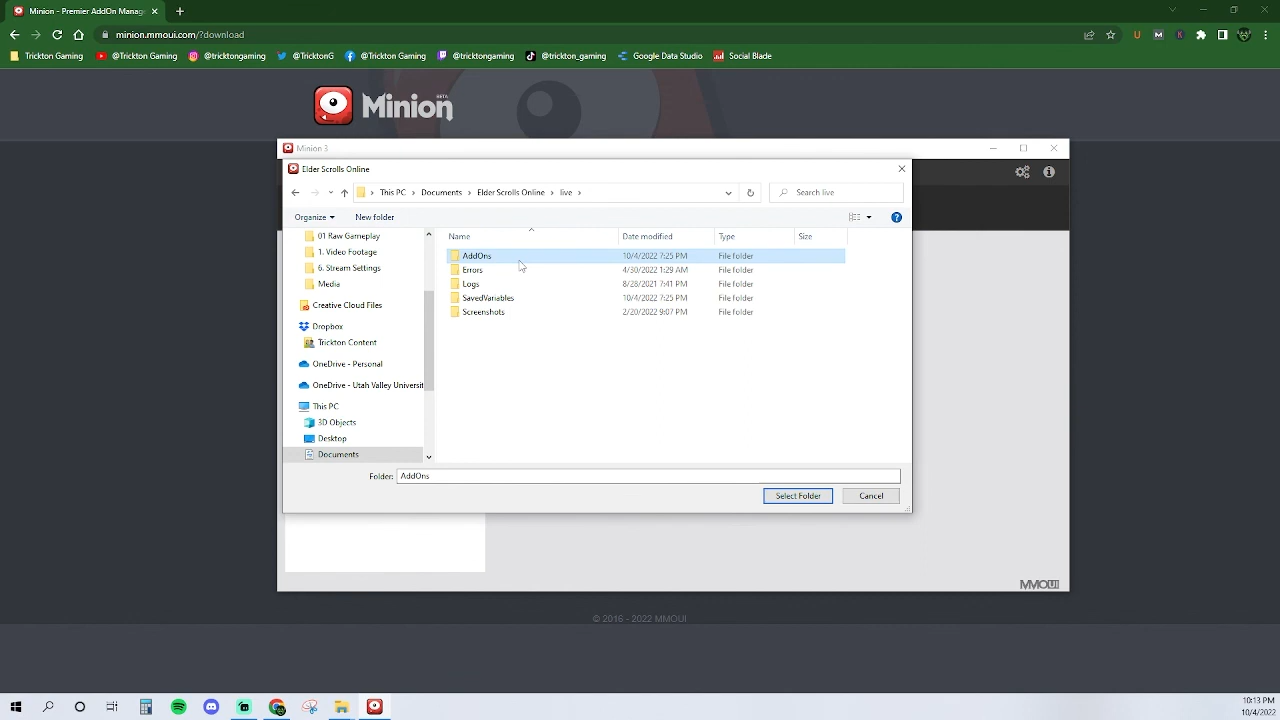 Minion - Premier AddOn Manag
minion.mmoui.com/?download
Trickton Gaming @Trickton Gaming @tricktongaming @TricktonG @Trickton Gaming @tricktongaming @trickton_gaming Google Data Studio Social Blade
Minion BETA
Minion 3
Elder Scrolls Online
This PC > Documents > Elder Scrolls Online > live >
Search live
Organize New folder
Name Date modified Type Size
AddOns 10/4/2022 7:25 PM File folder
Errors 4/30/2022 1:29 AM File folder
Logs 8/28/2021 7:41 PM File folder
SavedVariables 10/4/2022 7:25 PM File folder
Screenshots 2/20/2022 9:07 PM File folder
01 Raw Gameplay
1. Video Footage
6. Stream Settings
Media
Creative Cloud Files
Dropbox
Trickton Content
OneDrive - Personal
OneDrive - Utah Valley Universit
This PC
3D Objects
Desktop
Documents
Folder: AddOns
Select Folder Cancel
MMOUI
© 2016 - 2022 MMOUI
10:13 PM
10/4/2022